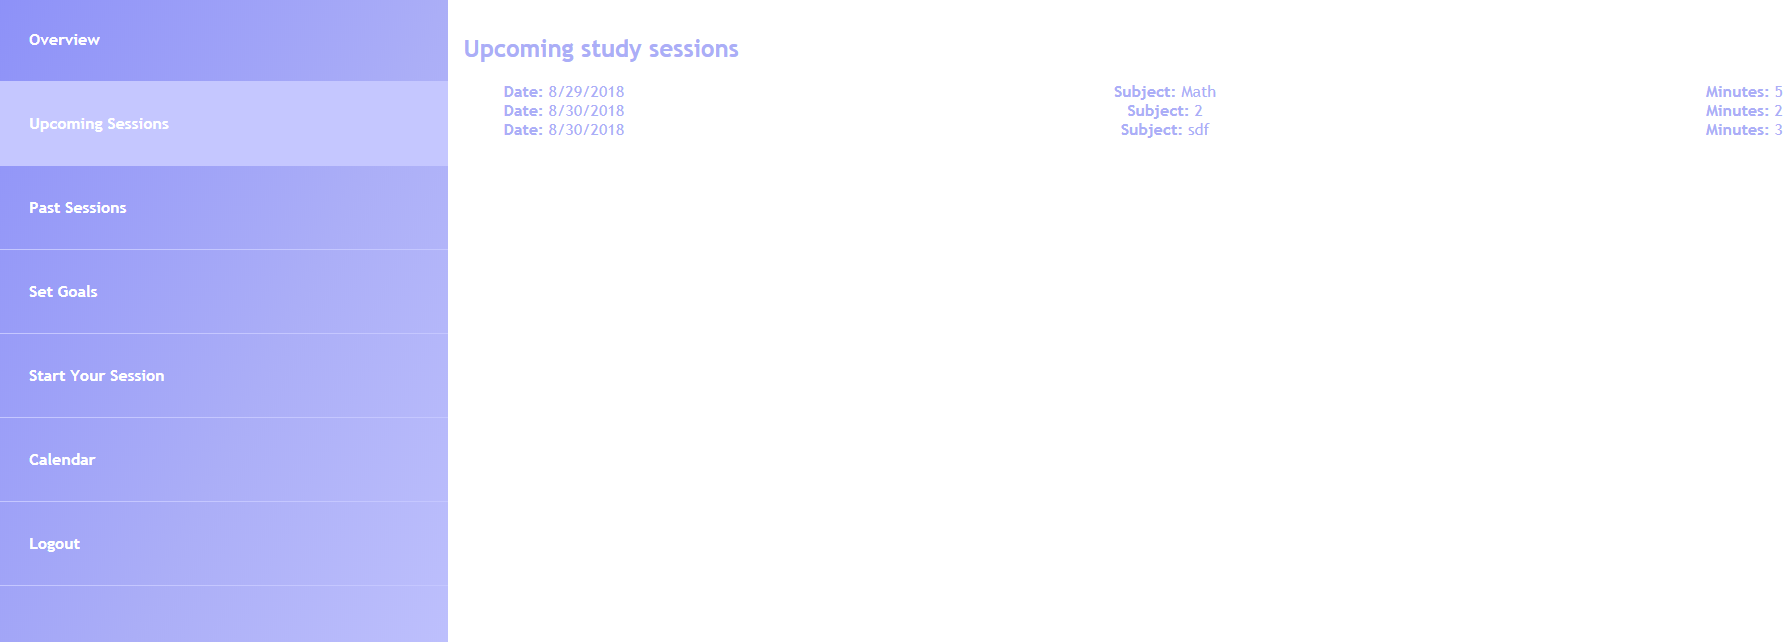 Overview
Upcoming Sessions
Past Sessions
Set Goals
Start Your Session
Calendar
Logout
Upcoming study sessions
Date: 8/29/2018 Subject: Math Minutes: 5
Date: 8/30/2018 Subject: 2 Minutes: 2
Date: 8/30/2018 Subject: sdf Minutes: 3